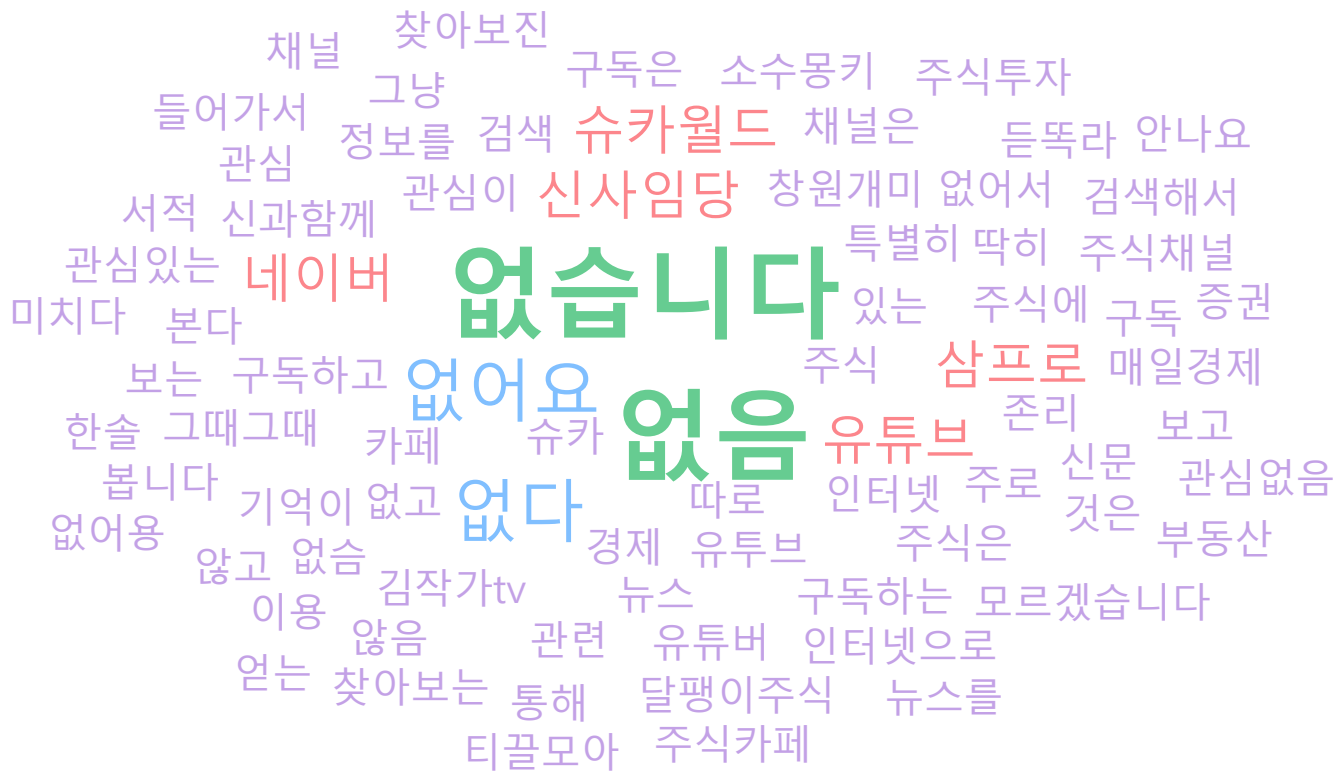 찾아보진
채널
구독은 소수몽키 주식투자
그냥
들어가서
정보를 검색 슈카월드 채널은 듣똑라 안나요
관심
관심이 신사임당 창원개미 없어서 검색해서
서적 신과함께
관심있는 네이버 없습니다 특별히 딱히 주식채널
미치다 본다 있는 주식에 구독 증권
보는 구독하고 없어요 주식 삼프로 매일경제
한솔 그때그때 카페 슈카 없음 유튜브 존리 보고
봅니다 기억이 없고 없다 따로 인터넷 주로 신문 관심없음
없어용 않고 없슴 경제 유투브 주식은 것은 부동산
이용 김작가tv 뉴스 구독하는 모르겠습니다
않음 관련 유튜버 인터넷으로
얻는 찾아보는 통해 달팽이주식 뉴스를
티끌모아 주식카페